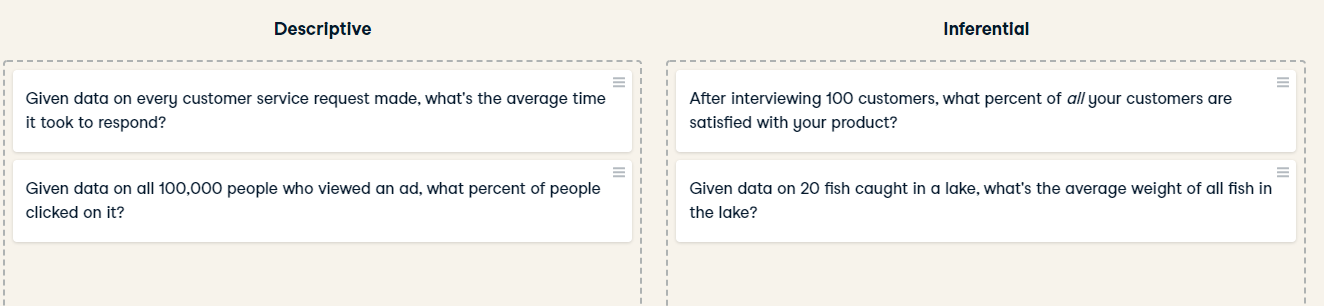 Descriptive
Given data on every customer service request made, what's the average time
it took to respond?
Given data on all 100,000 people who viewed an ad, what percent of people
clicked on it?
Inferential
After interviewing 100 customers, what percent of all your customers are
satisfied with your product?
Given data on 20 fish caught in a lake, what's the average weight of all fish in
the lake?